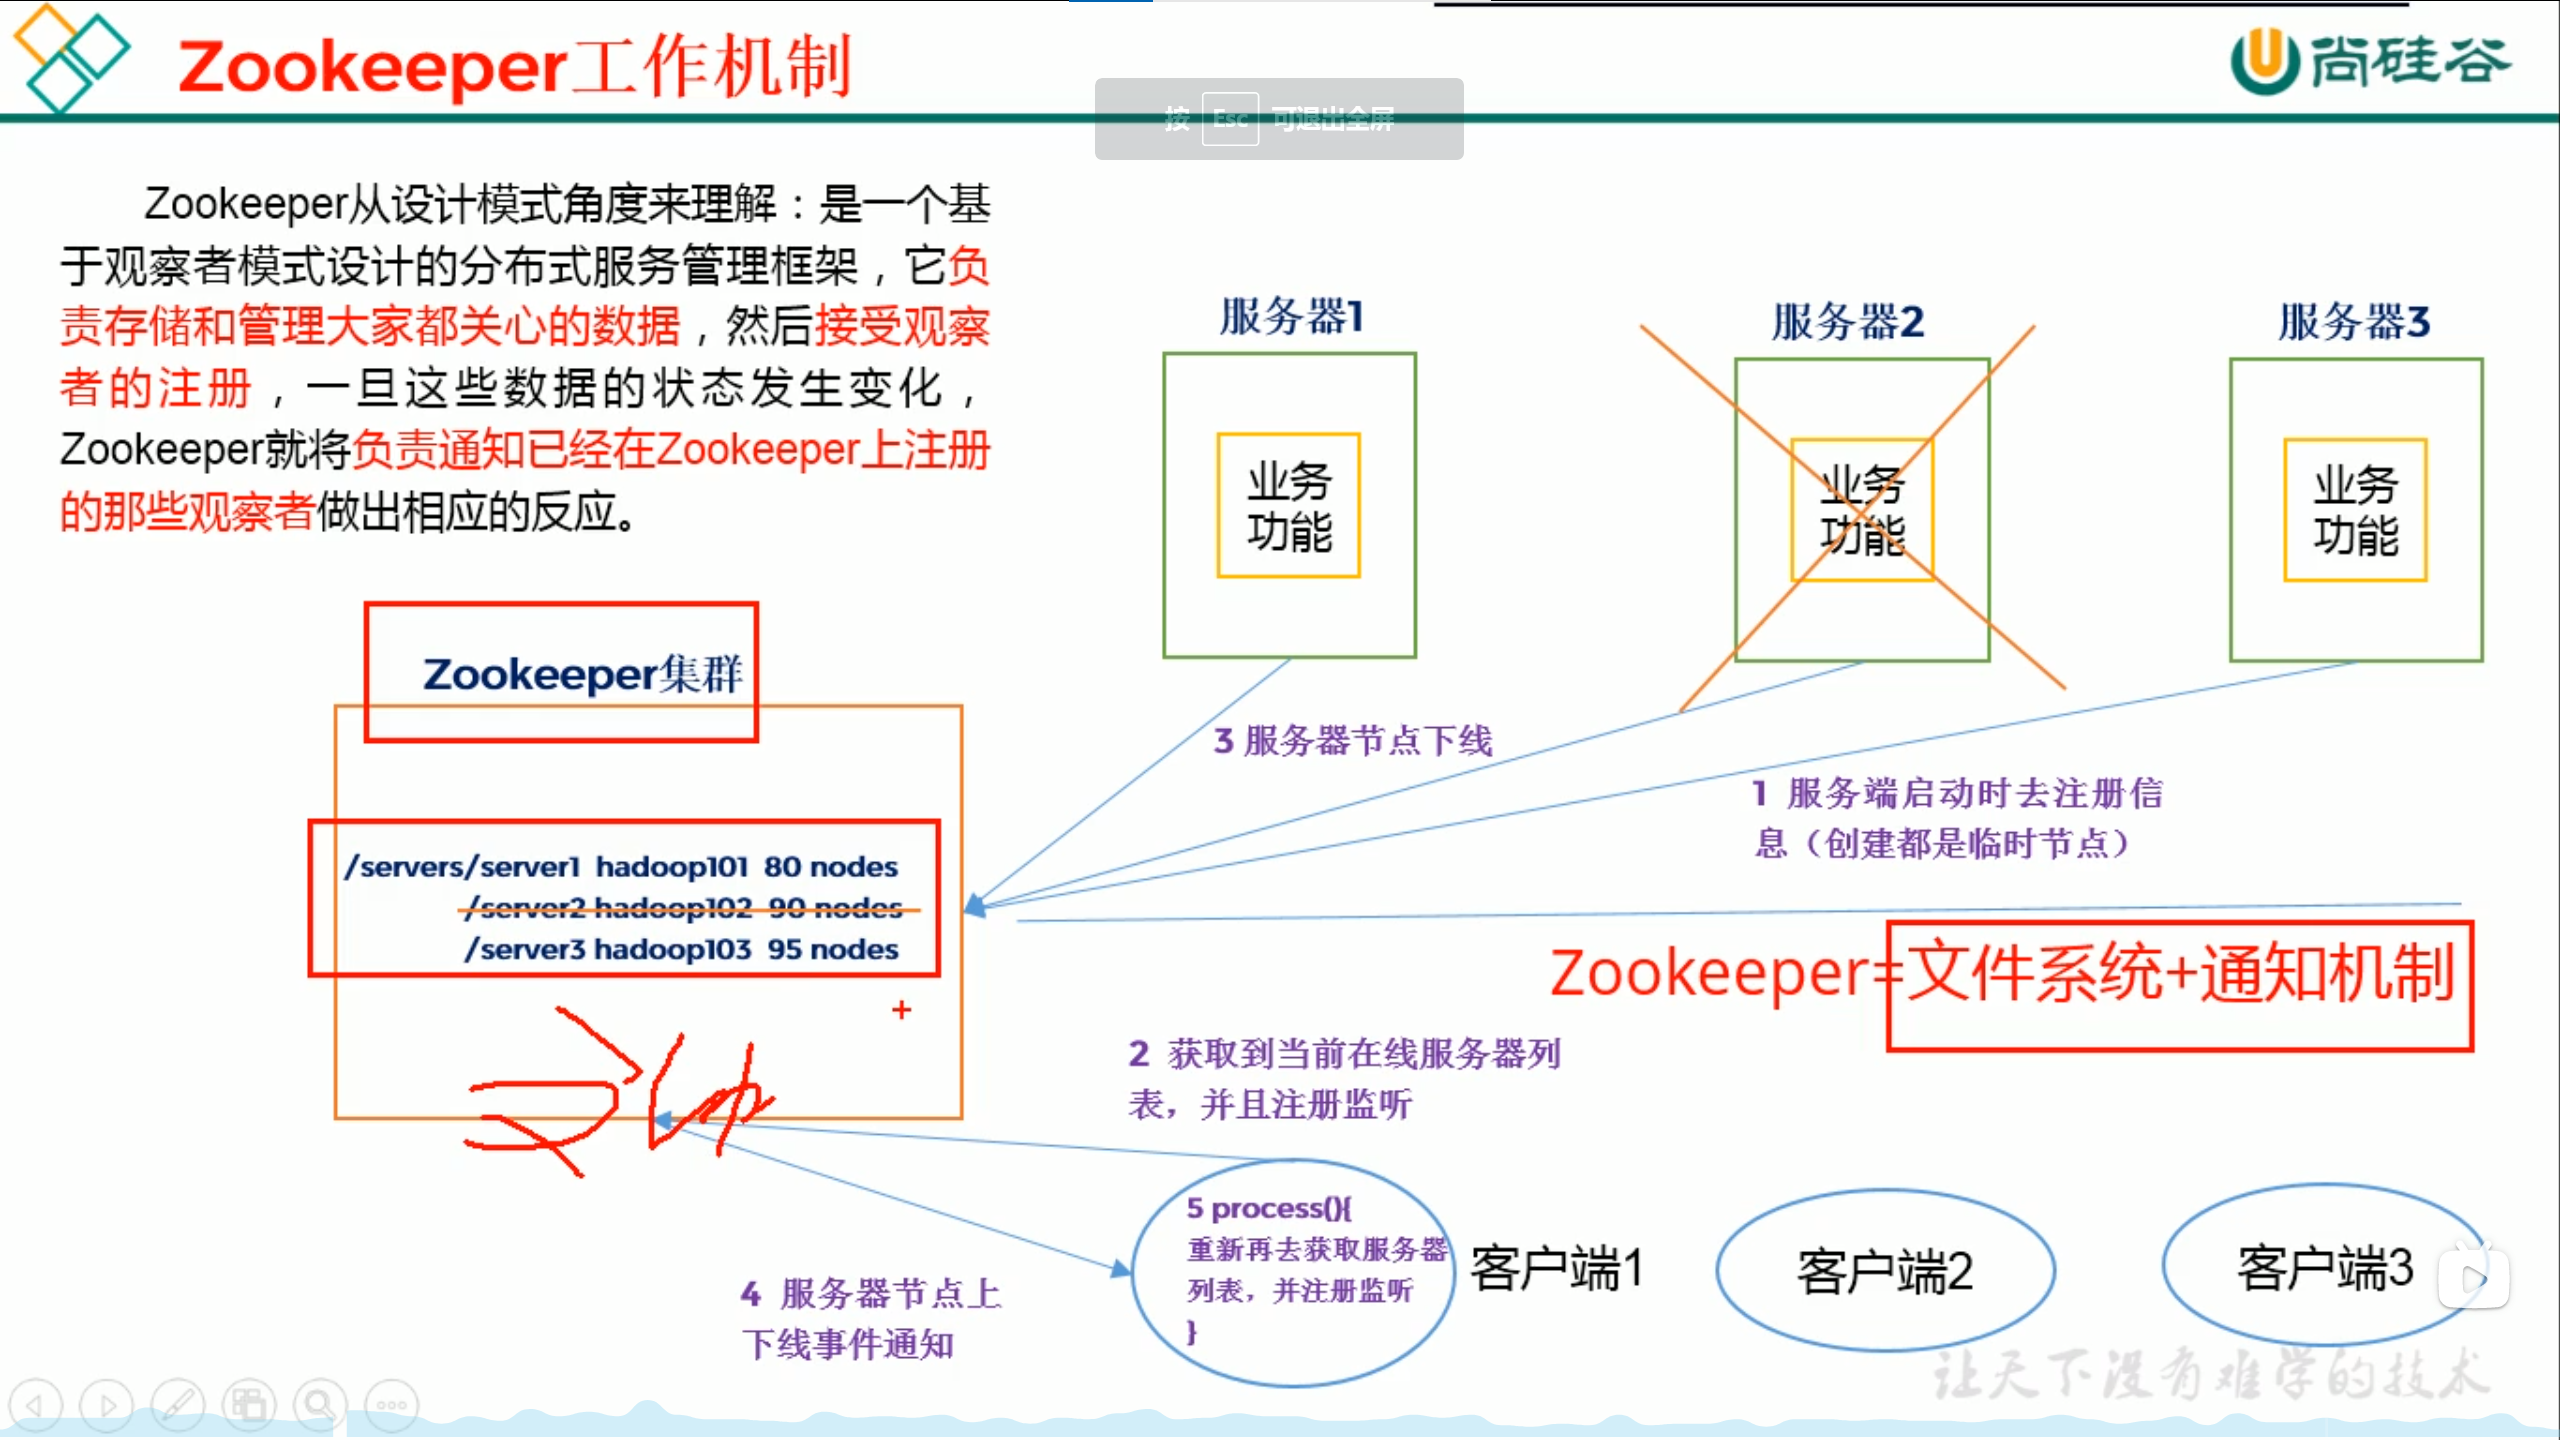 Zookeeper工作机制
尚硅谷
按 Esc 可退出全屏
Zookeeper从设计模式角度来理解：是一个基
于观察者模式设计的分布式服务管理框架，它负
责存储和管理大家都关心的数据，然后接受观察
者的注册，一旦这些数据的状态发生变化，
Zookeeper就将负责通知已经在Zookeeper上注册
的那些观察者做出相应的反应。
服务器1
服务器2
服务器3
业务
功能
业务
功能
业务
功能
Zookeeper集群
/servers/server1 hadoop101 80 nodes
/server2 hadoop102 90 nodes
/server3 hadoop103 95 nodes
3 服务器节点下线
1 服务端启动时去注册信
息（创建都是临时节点）
Zookeeper=文件系统+通知机制
2 获取到当前在线服务器列
表，并且注册监听
5 process(){
重新再去获取服务器
列表，并注册监听
}
客户端1
客户端2
客户端3
4 服务器节点上
下线事件通知
让天下没有难学的技术